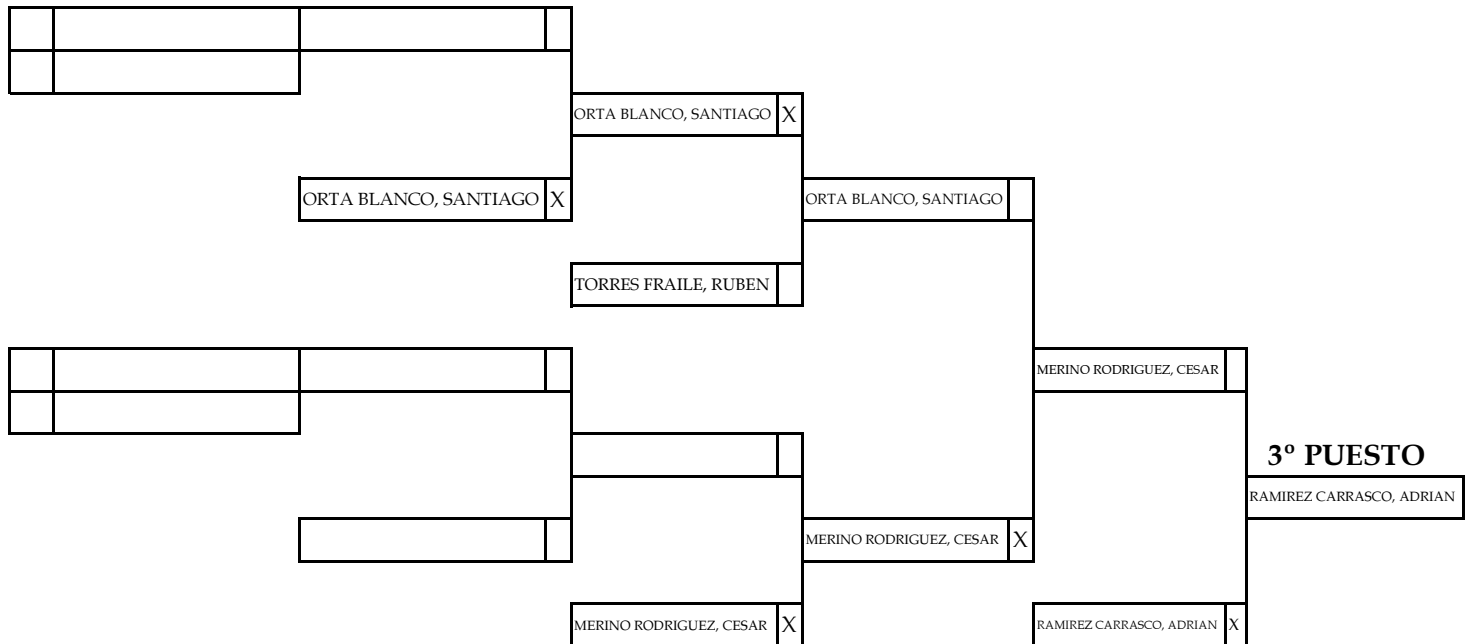 ORTA BLANCO, SANTIAGO X
ORTA BLANCO, SANTIAGO X
ORTA BLANCO, SANTIAGO
TORRES FRAILE, RUBEN
MERINO RODRIGUEZ, CESAR
3º PUESTO
RAMIREZ CARRASCO, ADRIAN
MERINO RODRIGUEZ, CESAR X
MERINO RODRIGUEZ, CESAR X
RAMIREZ CARRASCO, ADRIAN X